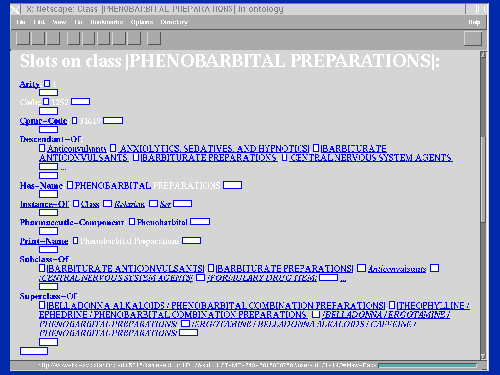 X: Netscape: Class |PHENOBARBITAL PREPARATIONS| in ontology
File Edit View Go Bookmarks Options Directory Help
Slots on class |PHENOBARBITAL PREPARATIONS|:
Arity
Code:
Cpme-Code
Descendant-Of
Anticonvulsants |ANXIOLYTICS, SEDATIVES, AND HYPNOTICS| |BARBITURATE
ANTICONVULSANTS| |BARBITURATE PREPARATIONS| |CENTRAL NERVOUS SYSTEM AGENTS|
...
Has-Name |PHENOBARBITAL PREPARATIONS|
Instance-Of Class Relation Set
Pharmaceutic-Component Phenobarbital
Print-Name Phenobarbital Preparations
Subclass-Of
|BARBITURATE ANTICONVULSANTS| |BARBITURATE PREPARATIONS| Anticonvulsants
|CENTRAL NERVOUS SYSTEM AGENTS| |FORMULARY DRUG ITEM| ...
Superclass-Of
|BELLADONNA ALKALOIDS / PHENOBARBITAL COMBINATION PREPARATIONS| |THEOPHYLLINE /
EPHEDRINE / PHENOBARBITAL COMBINATION PREPARATIONS| |BELLADONNA / ERGOTAMINE /
PHENOBARBITAL PREPARATIONS| |ERGOTAMINE / BELLADONNA ALKALOIDS / CAFFEINE /
PHENOBARBITAL PREPARATIONS|